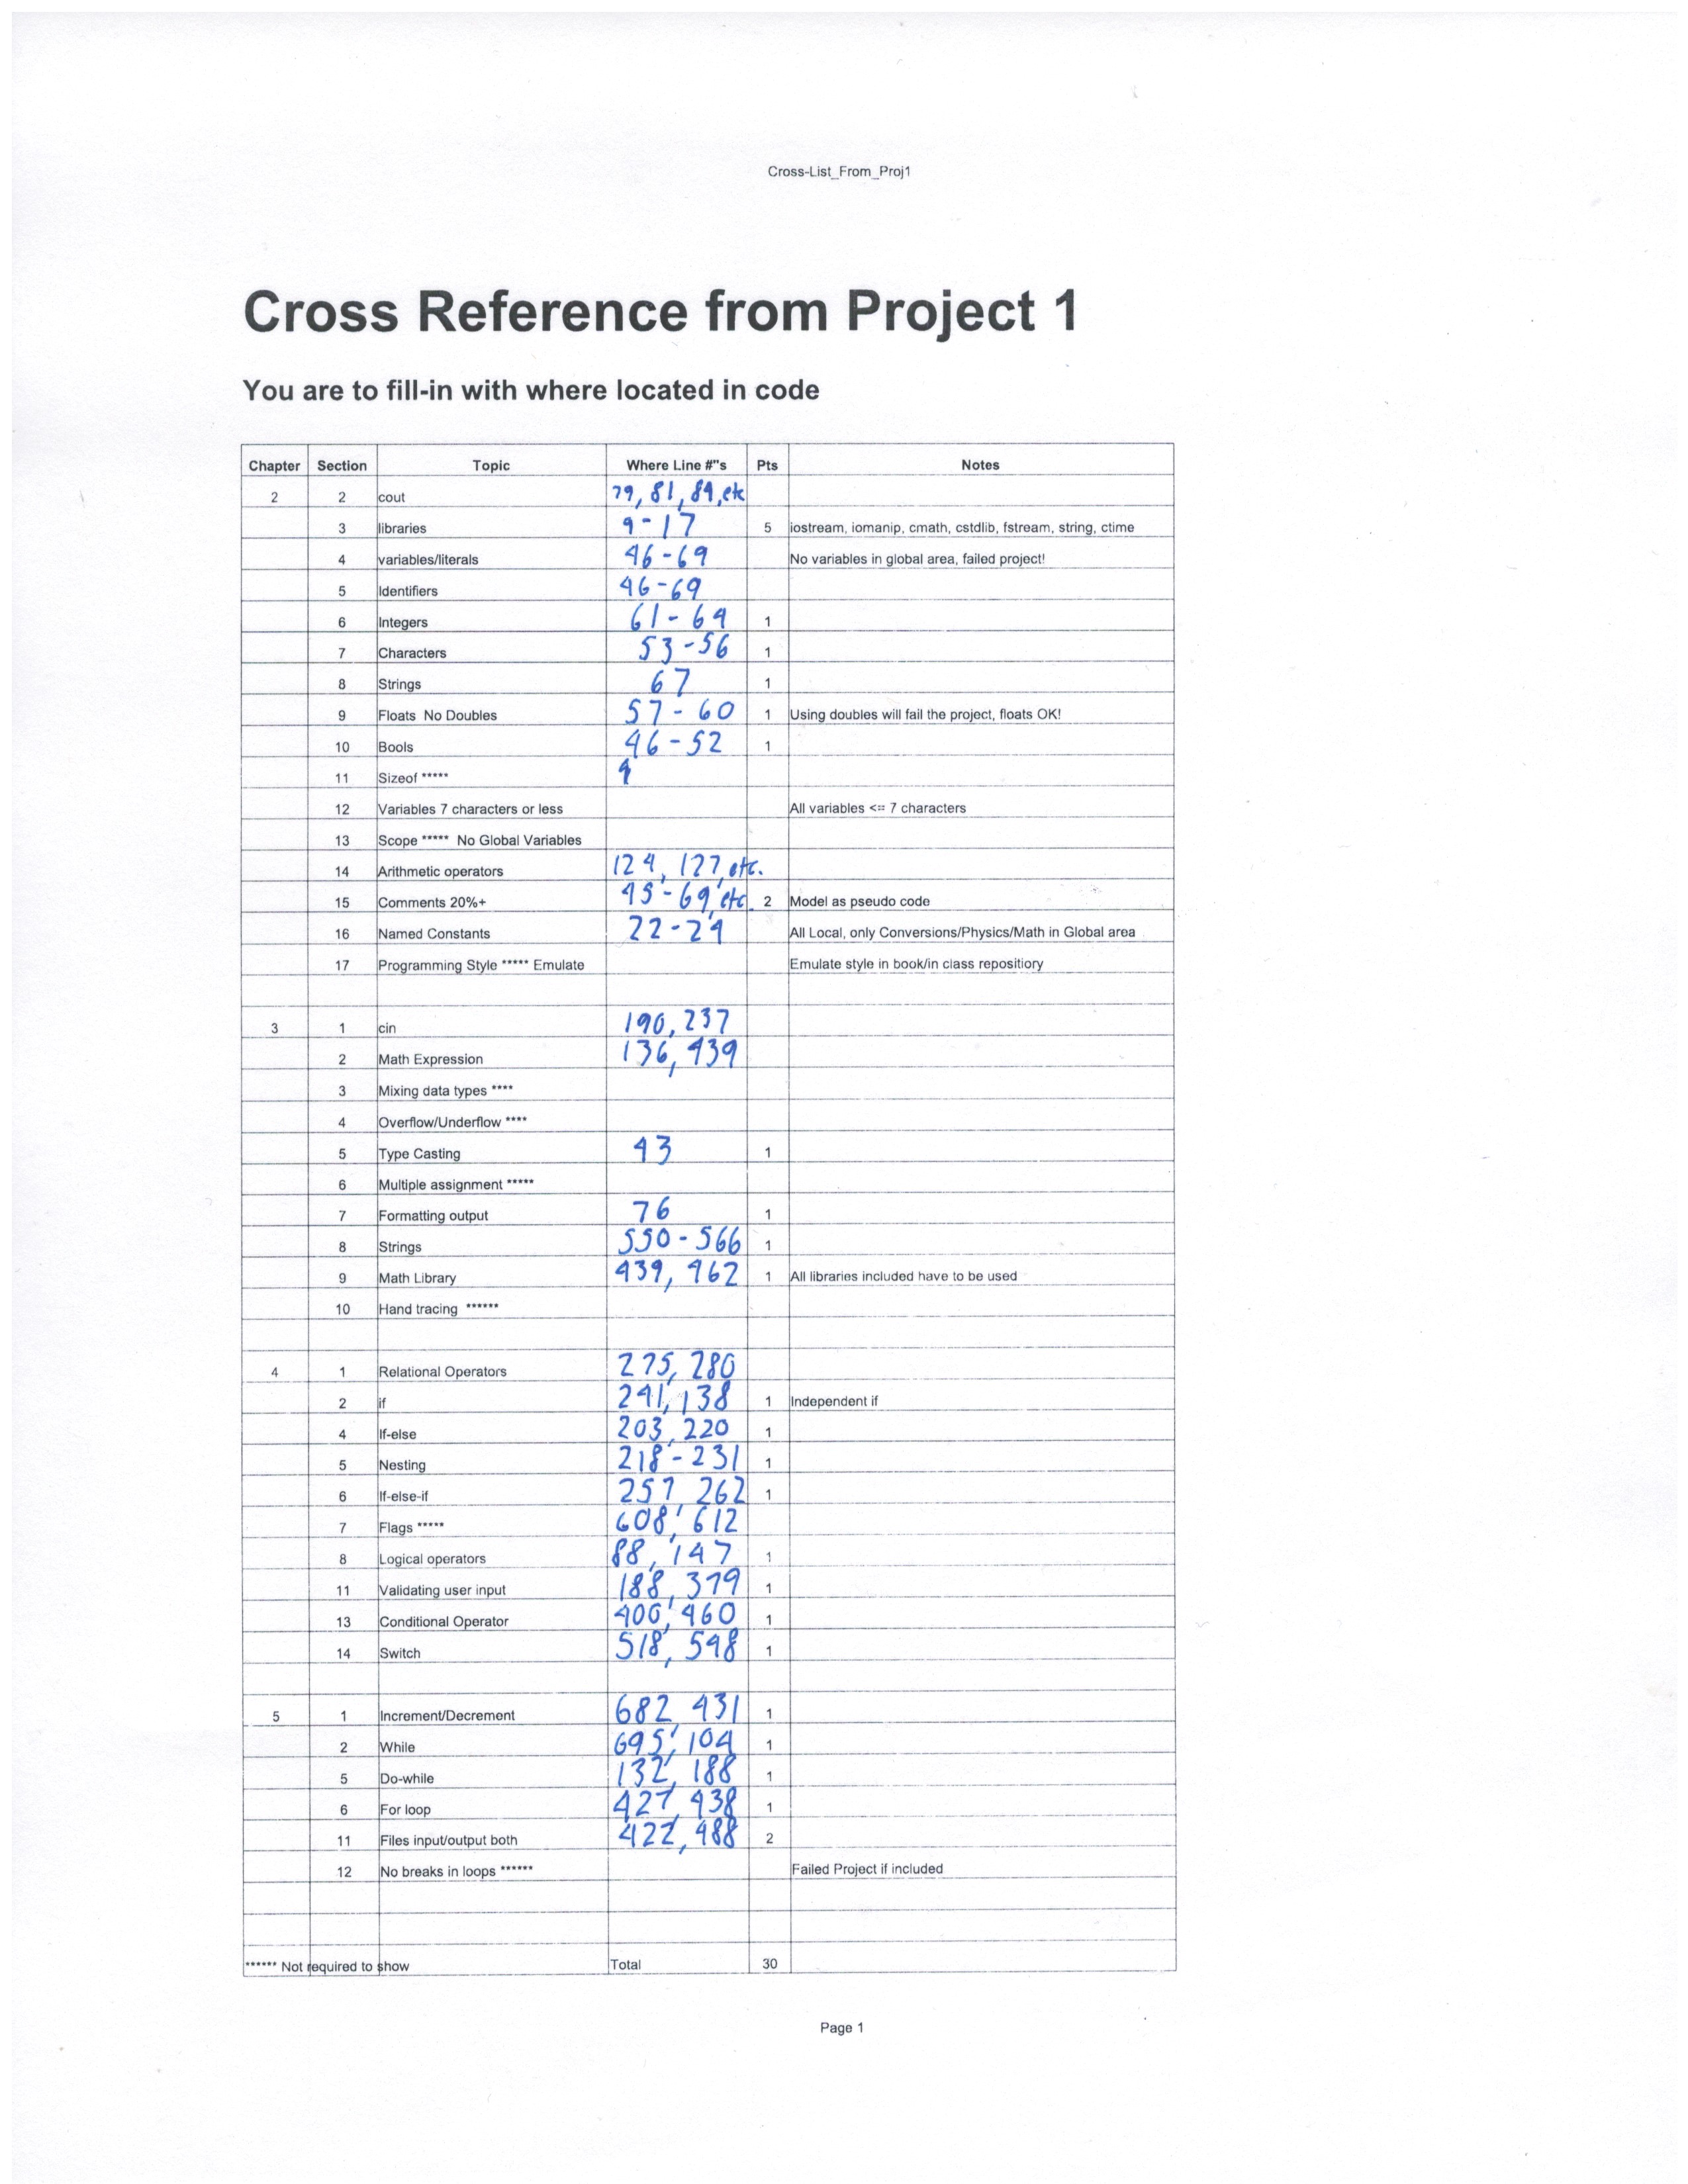 Cross-List_From_Proj1
Cross Reference from Project 1
You are to fill-in with where located in code
Chapter Section Topic Where Line #"s Pts Notes
2 2 cout 79, 81, 84, etc
3 libraries 9-17 5 iostream, iomanip, cmath, cstdlib, fstream, string, ctime
4 variables/literals 46-69 No variables in global area, failed project!
5 Identifiers 46-69
6 Integers 61-64 1
7 Characters 53-56 1
8 Strings 67 1
9 Floats No Doubles 57-60 1 Using doubles will fail the project, floats OK!
10 Bools 46-52 1
11 Sizeof *****
12 Variables 7 characters or less All variables <= 7 characters
13 Scope ***** No Global Variables
14 Arithmetic operators 124, 127, etc.
15 Comments 20%+ 45-69, etc. 2 Model as pseudo code
16 Named Constants 22-24 All Local, only Conversions/Physics/Math in Global area
17 Programming Style ***** Emulate Emulate style in book/in class repositiory
3 1 cin 190, 237
2 Math Expression 136, 439
3 Mixing data types ****
4 Overflow/Underflow ****
5 Type Casting 43 1
6 Multiple assignment *****
7 Formatting output 76 1
8 Strings 550-566 1
9 Math Library 439, 462 1 All libraries included have to be used
10 Hand tracing ******
4 1 Relational Operators 275, 280
2 if 241, 138 1 Independent if
4 If-else 203, 220 1
5 Nesting 218-231 1
6 If-else-if 257, 262 1
7 Flags ***** 608, 612
8 Logical operators 88, 147 1
11 Validating user input 188, 379 1
13 Conditional Operator 400, 460 1
14 Switch 518, 598 1
5 1 Increment/Decrement 682, 431 1
2 While 695, 104 1
5 Do-while 132, 188 1
6 For loop 427, 438 1
11 Files input/output both 422, 488 2
12 No breaks in loops ****** Failed Project if included
****** Not required to show Total 30
Page 1